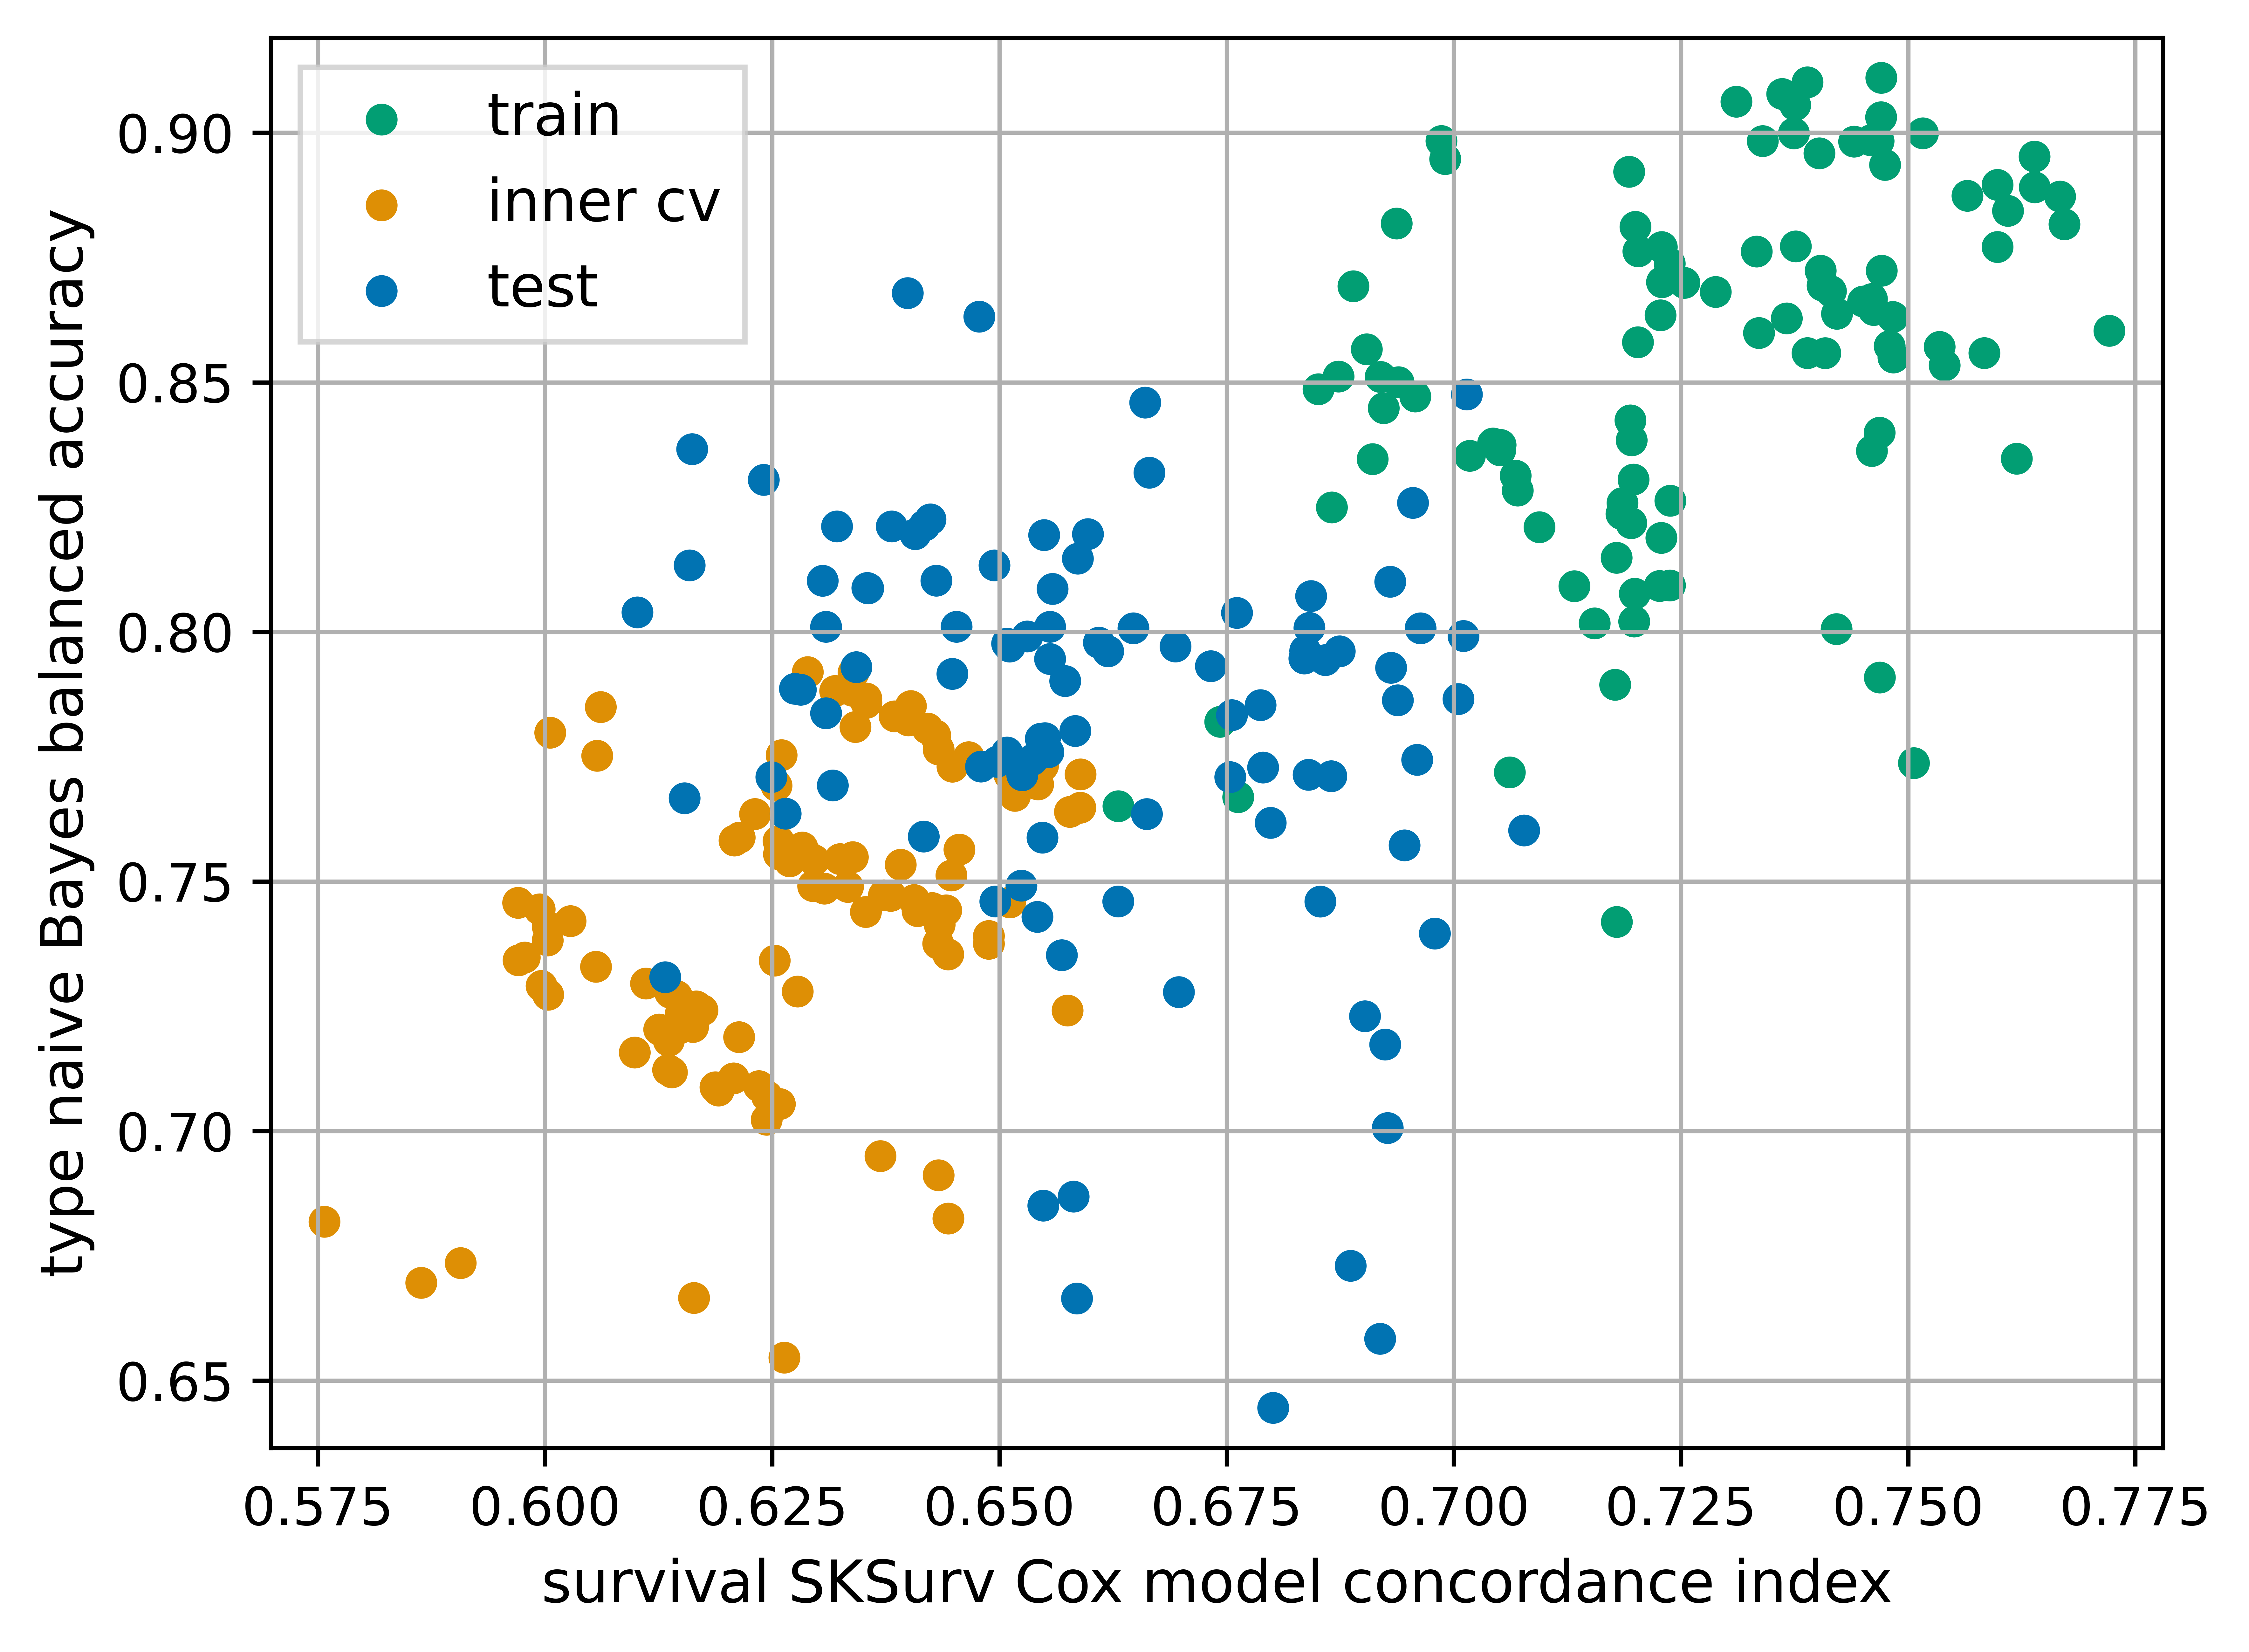 train
inner cv
test
type naive Bayes balanced accuracy
0.90
0.85
0.80
0.75
0.70
0.65
0.575 0.600 0.625 0.650 0.675 0.700 0.725 0.750 0.775
survival SKSurv Cox model concordance index